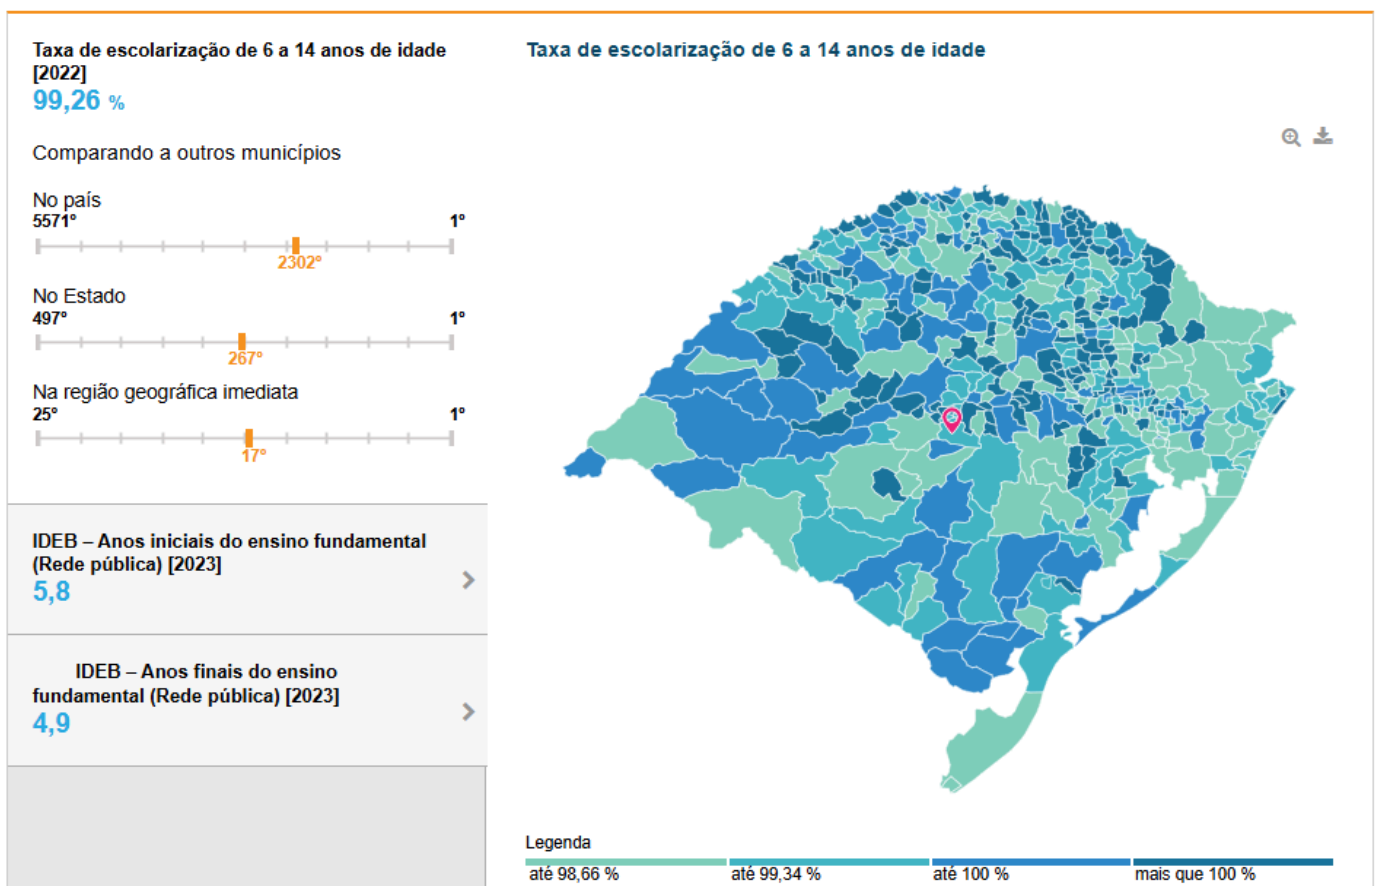 Taxa de escolarização de 6 a 14 anos de idade
[2022]
99,26 %
Comparando a outros municípios
No país
5571º 1º
2302º
No Estado
497º 1º
267º
Na região geográfica imediata
25º 1º
17º
IDEB – Anos iniciais do ensino fundamental
(Rede pública) [2023]
5,8
IDEB – Anos finais do ensino
fundamental (Rede pública) [2023]
4,9
Taxa de escolarização de 6 a 14 anos de idade
Legenda
até 98,66 % até 99,34 % até 100 % mais que 100 %